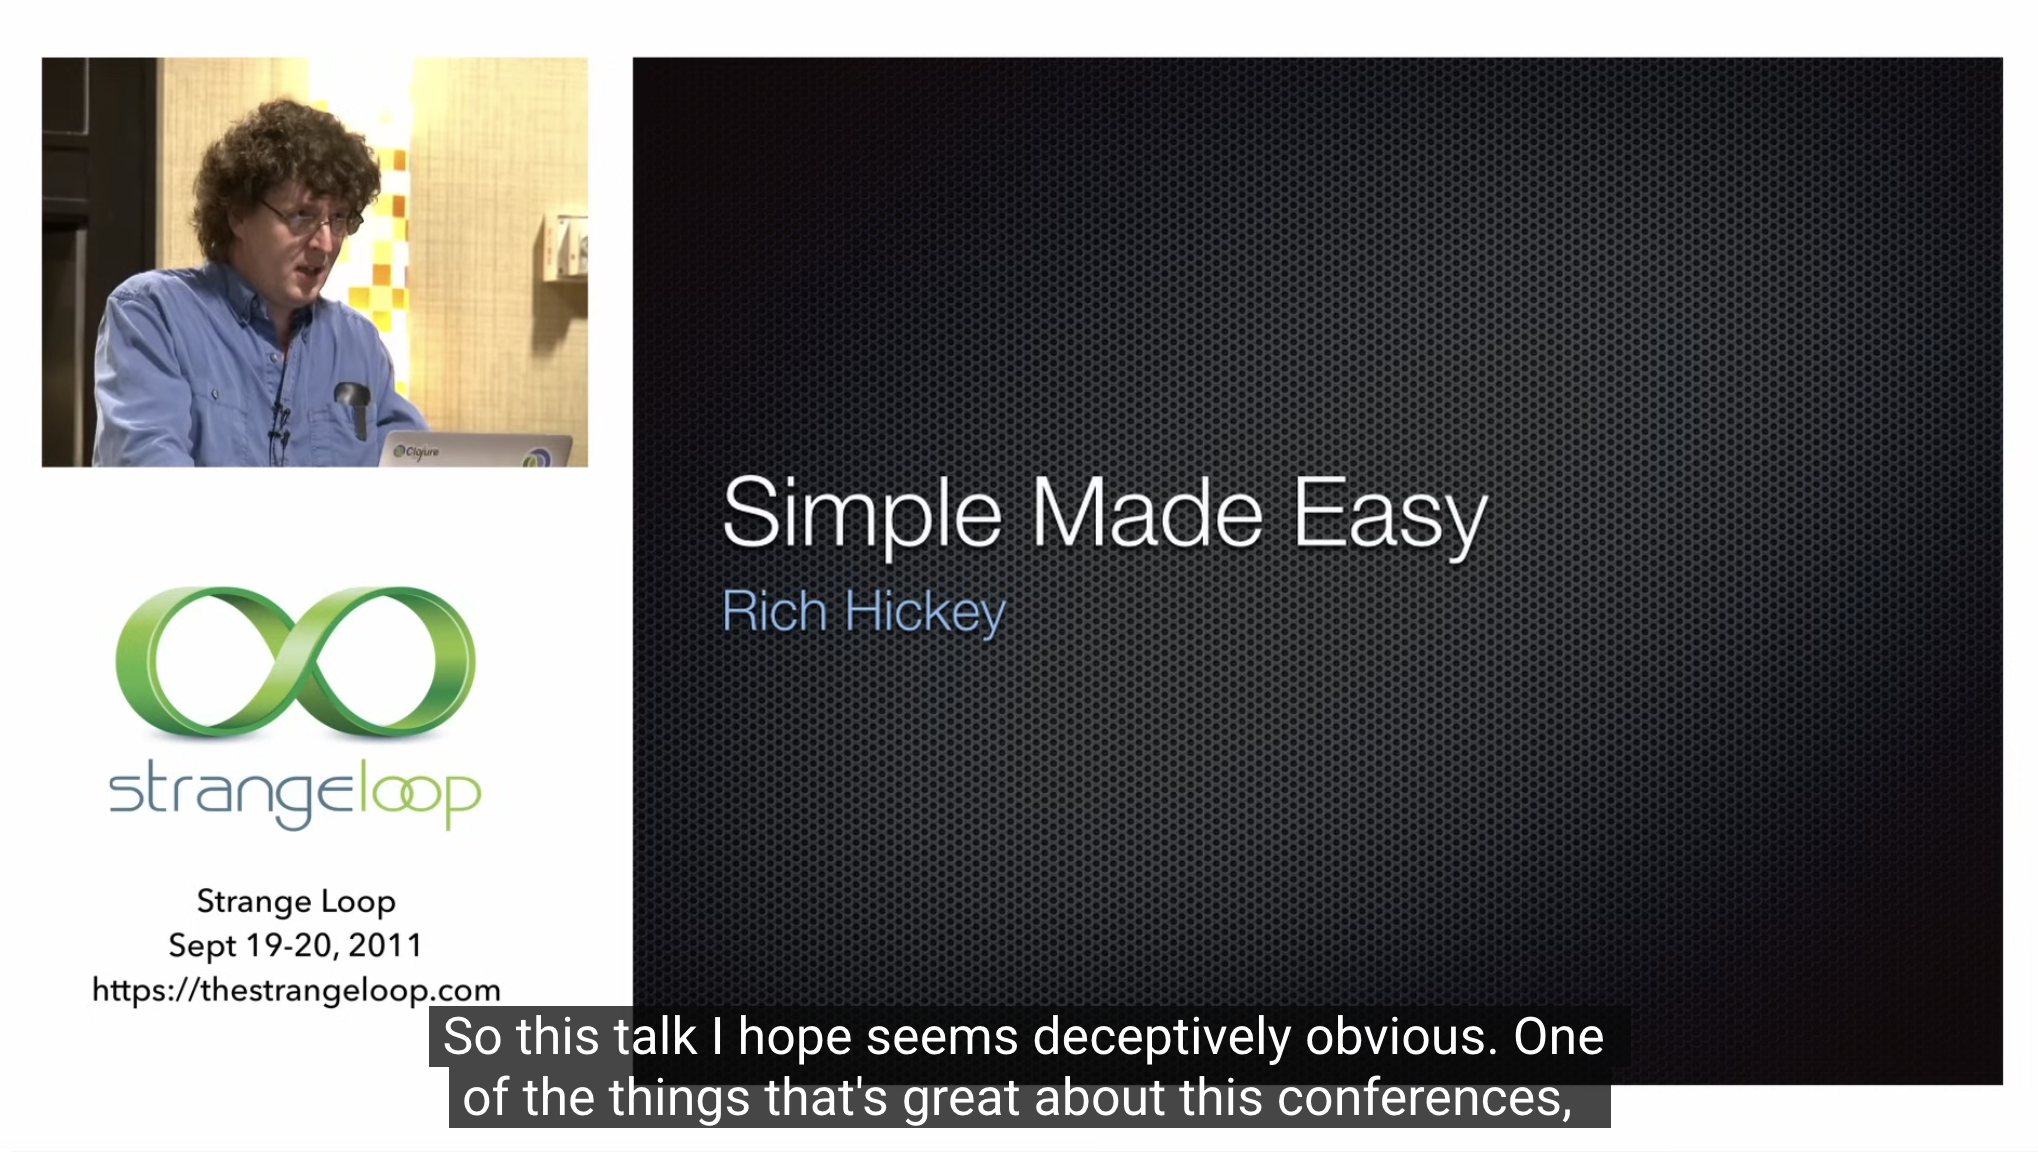 Clojure
Simple Made Easy
Rich Hickey
strangeloop
Strange Loop
Sept 19-20, 2011
https://thestrangeloop.com
So this talk I hope seems deceptively obvious. One
of the things that's great about this conferences,